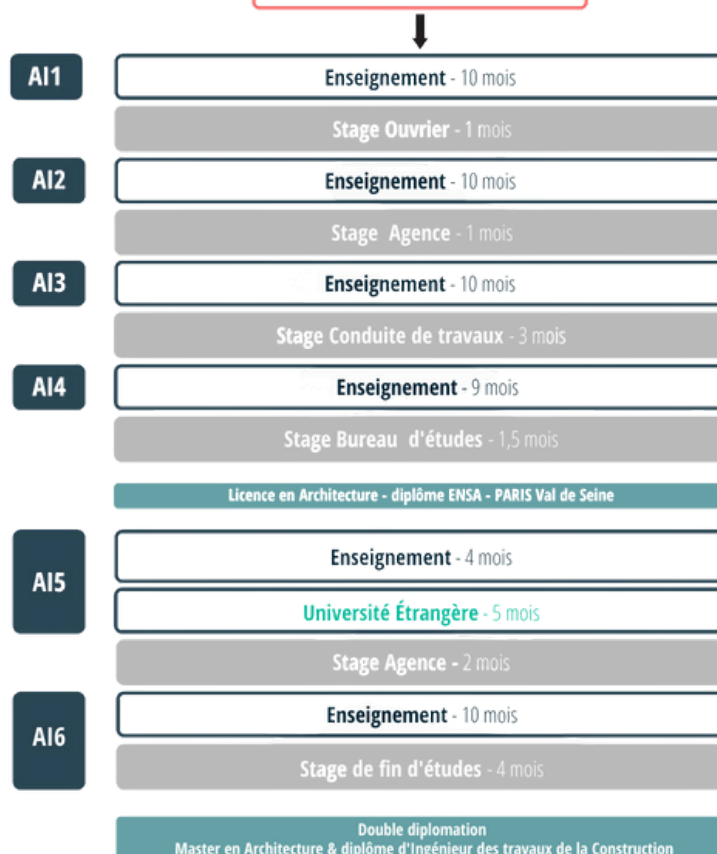 AI1
Enseignement - 10 mois
Stage Ouvrier - 1 mois
AI2
Enseignement - 10 mois
Stage Agence - 1 mois
AI3
Enseignement - 10 mois
Stage Conduite de travaux - 3 mois
AI4
Enseignement - 9 mois
Stage Bureau d'études - 1,5 mois
Licence en Architecture - diplôme ENSA - PARIS Val de Seine
AI5
Enseignement - 4 mois
Université Étrangère - 5 mois
Stage Agence - 2 mois
AI6
Enseignement - 10 mois
Stage de fin d'études - 4 mois
Double diplomation
Master en Architecture & diplôme d'Ingénieur des travaux de la Construction